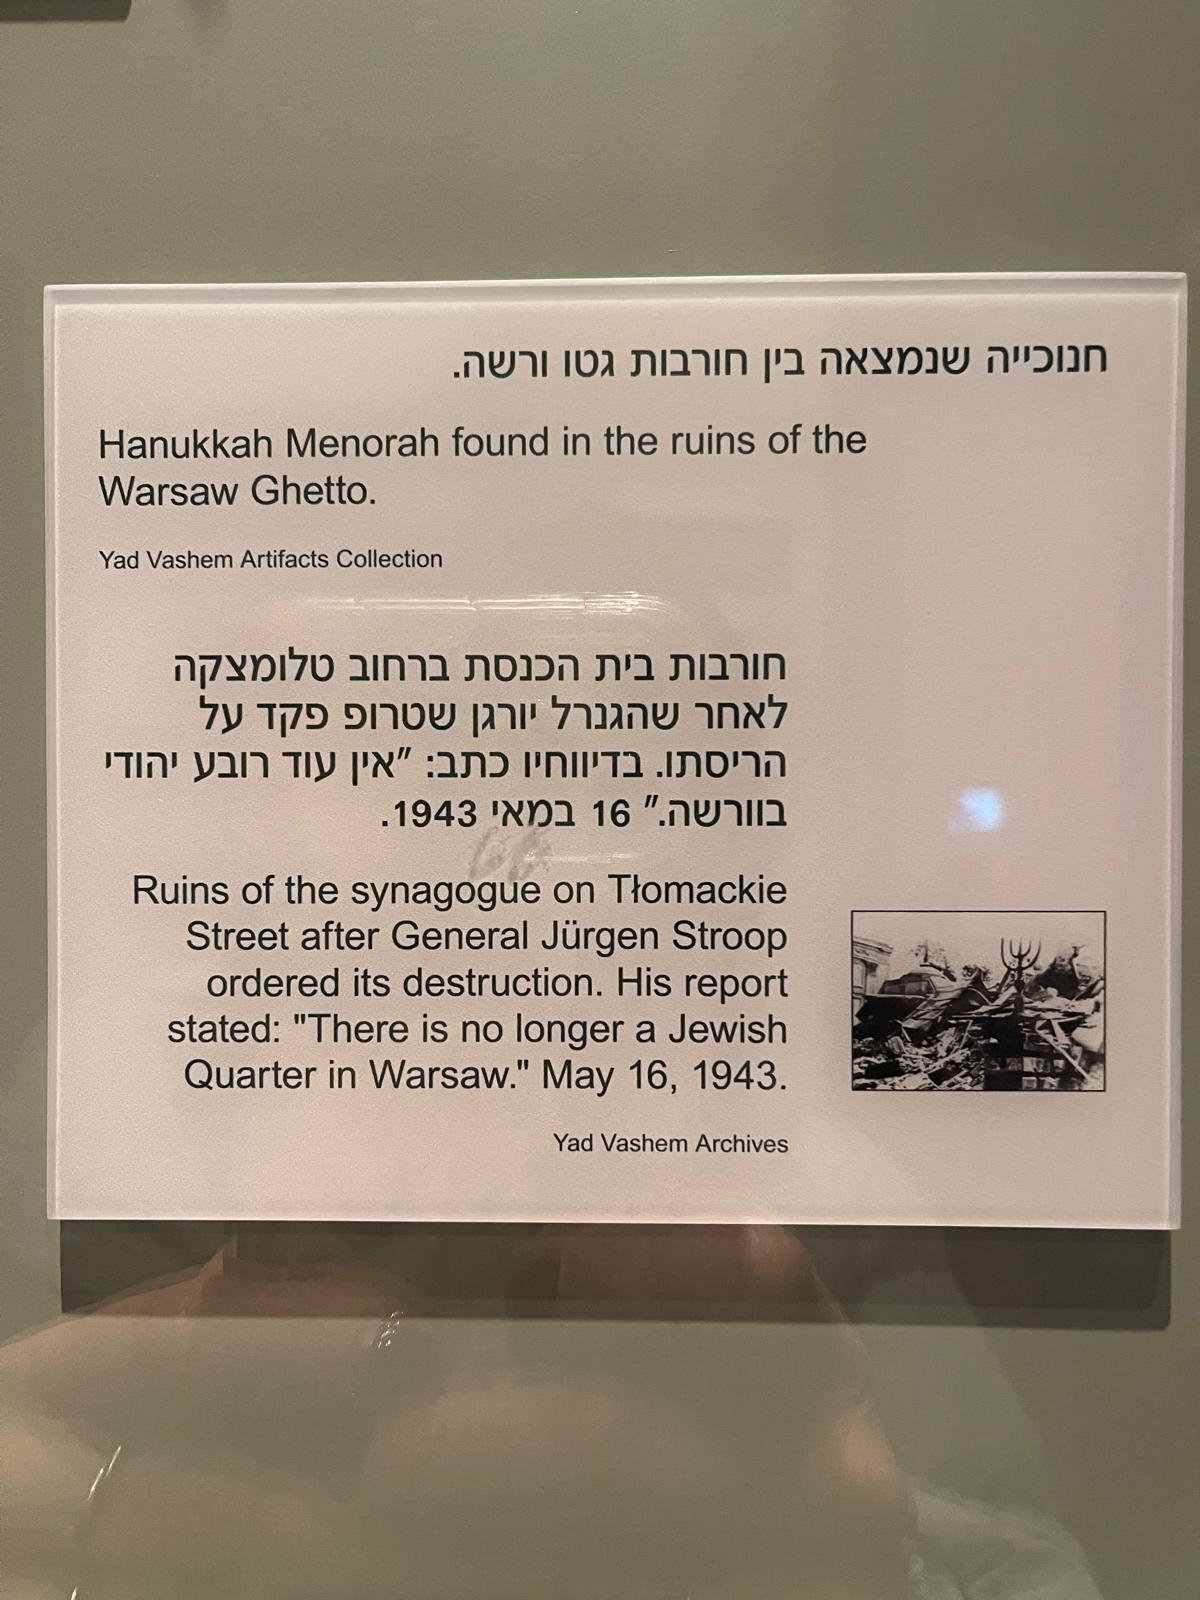 חנוכייה שנמצאה בין חורבות גטו ורשה.
Hanukkah Menorah found in the ruins of the
Warsaw Ghetto.
Yad Vashem Artifacts Collection
חורבות בית הכנסת ברחוב טלומצקה
לאחר שהגנרל יורגן שטרופ פקד על
הריסתו. בדיווחיו כתב: "אין עוד רובע יהודי
בוורשה." 16 במאי 1943.
Ruins of the synagogue on Tłomackie
Street after General Jürgen Stroop
ordered its destruction. His report
stated: "There is no longer a Jewish
Quarter in Warsaw." May 16, 1943.
Yad Vashem Archives